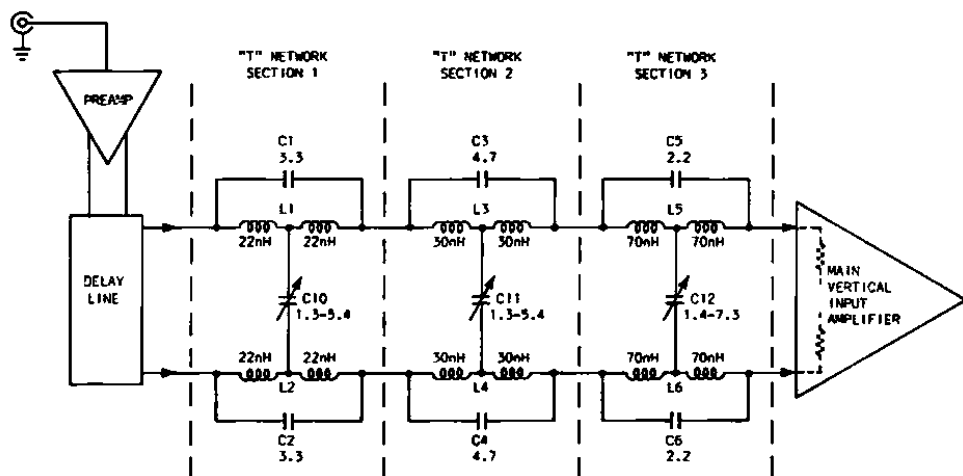 "T" NETWORK
SECTION 1
"T" NETWORK
SECTION 2
"T" NETWORK
SECTION 3
PREAMP
C1
3.3
C3
4.7
C5
2.2
L1
22nH 22nH
L3
30nH 30nH
L5
70nH 70nH
DELAY
LINE
C10
1.3-5.4
C11
1.3-5.4
C12
1.4-7.3
MAIN
VERTICAL
INPUT
AMPLIFIER
22nH 22nH
L2
30nH 30nH
L4
70nH 70nH
L6
C2
3.3
C4
4.7
C6
2.2